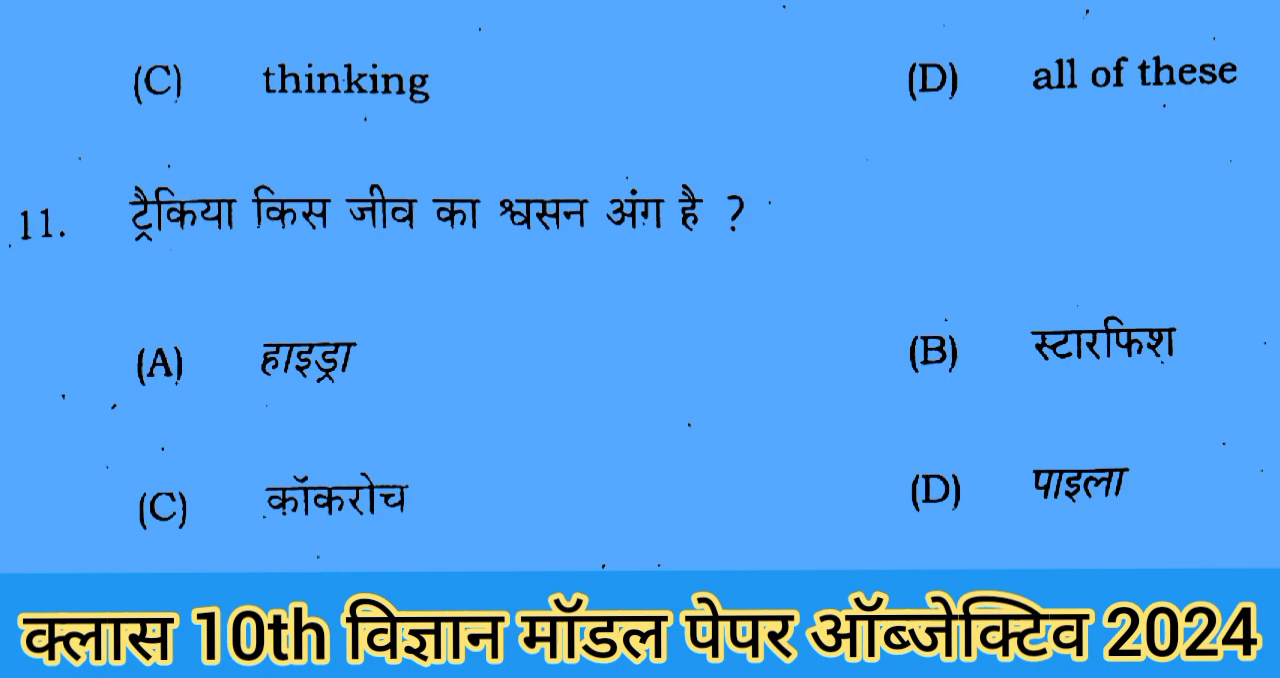 (C) thinking (D) all of these
11. ट्रैकिया किस जीव का श्वसन अंग है ?
(A) हाइड्रा (B) स्टारफिश
(C) कॉकरोच (D) पाइला
क्लास 10th विज्ञान मॉडल पेपर ऑब्जेक्टिव 2024